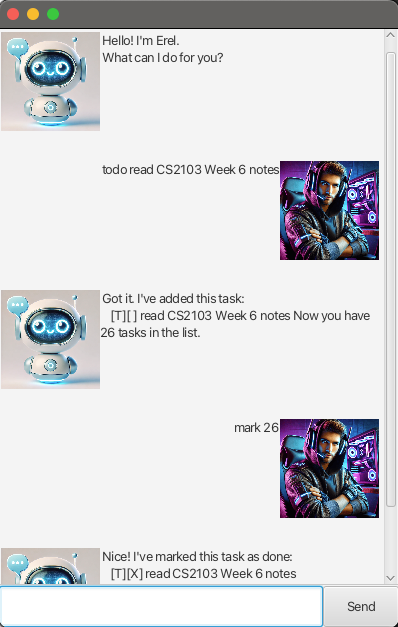 Hello! I'm Erel.
What can I do for you?
todo read CS2103 Week 6 notes
Got it. I've added this task:
[T][ ] read CS2103 Week 6 notes Now you have
26 tasks in the list.
mark 26
Nice! I've marked this task as done:
[T][X] read CS2103 Week 6 notes
Send